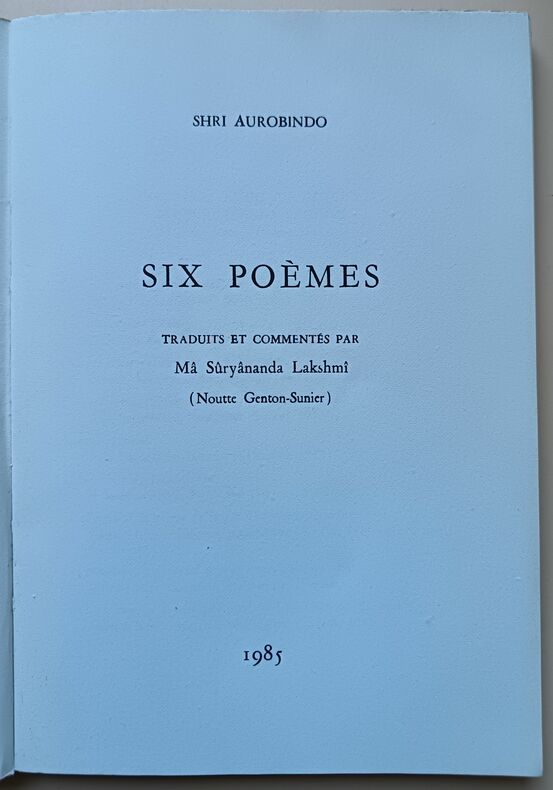 SHRI AUROBINDO
SIX POÈMES
TRADUITS ET COMMENTÉS PAR
Mâ Sûryânanda Lakshmî
(Noutte Genton-Sunier)
1985